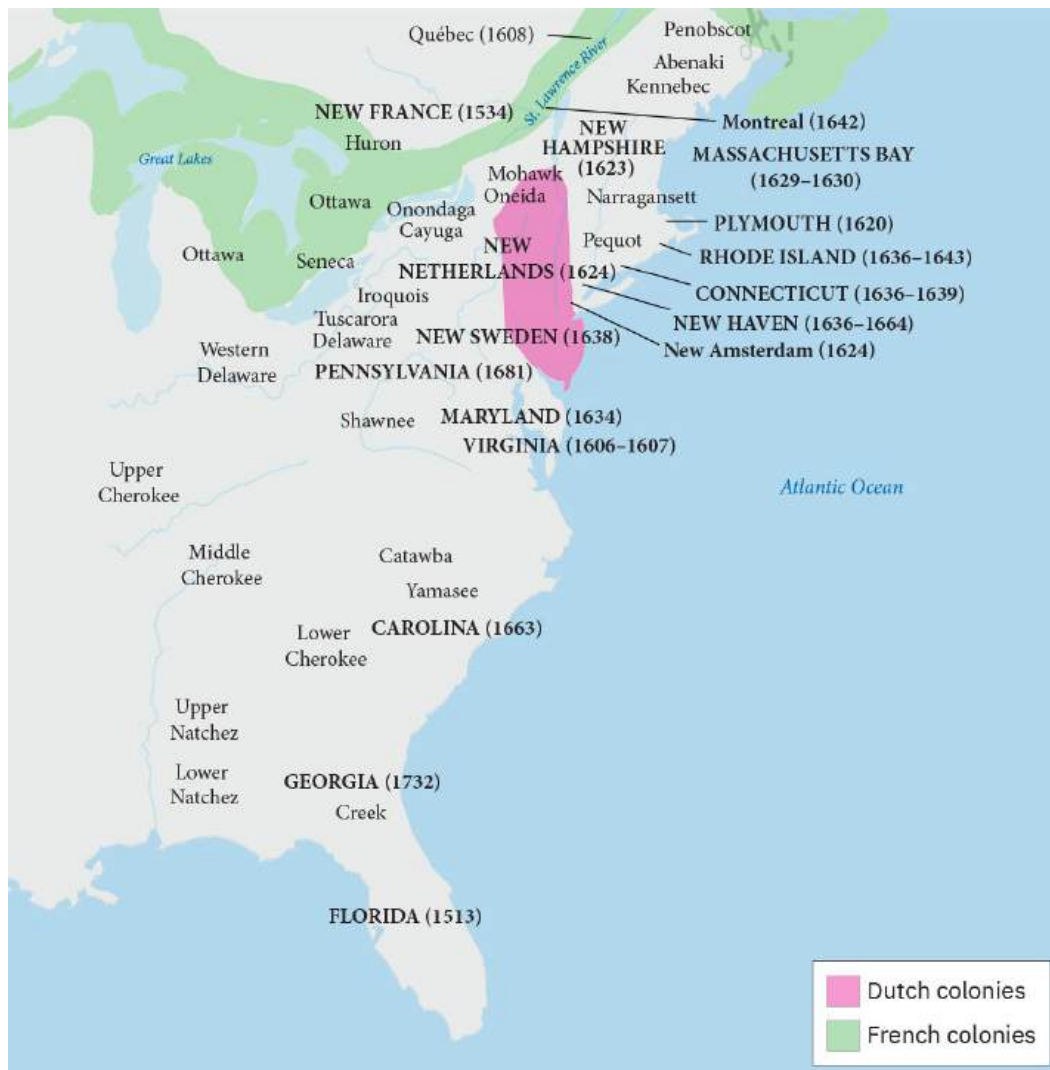 Québec (1608)
Penobscot
Abenaki
Kennebec
St. Lawrence River
NEW FRANCE (1534)
Huron
Montreal (1642)
NEW
HAMPSHIRE
(1623)
MASSACHUSETTS BAY
(1629–1630)
Great Lakes
Mohawk
Oneida
Narragansett
Ottawa
Onondaga
Cayuga
PLYMOUTH (1620)
Pequot
Ottawa
Seneca
NEW
NETHERLANDS (1624)
RHODE ISLAND (1636–1643)
Iroquois
CONNECTICUT (1636–1639)
Tuscarora
Delaware
NEW HAVEN (1636–1664)
NEW SWEDEN (1638)
New Amsterdam (1624)
Western
Delaware
PENNSYLVANIA (1681)
Shawnee
MARYLAND (1634)
VIRGINIA (1606–1607)
Upper
Cherokee
Atlantic Ocean
Middle
Cherokee
Catawba
Yamasee
CAROLINA (1663)
Lower
Cherokee
Upper
Natchez
Lower
Natchez
GEORGIA (1732)
Creek
FLORIDA (1513)
Dutch colonies
French colonies